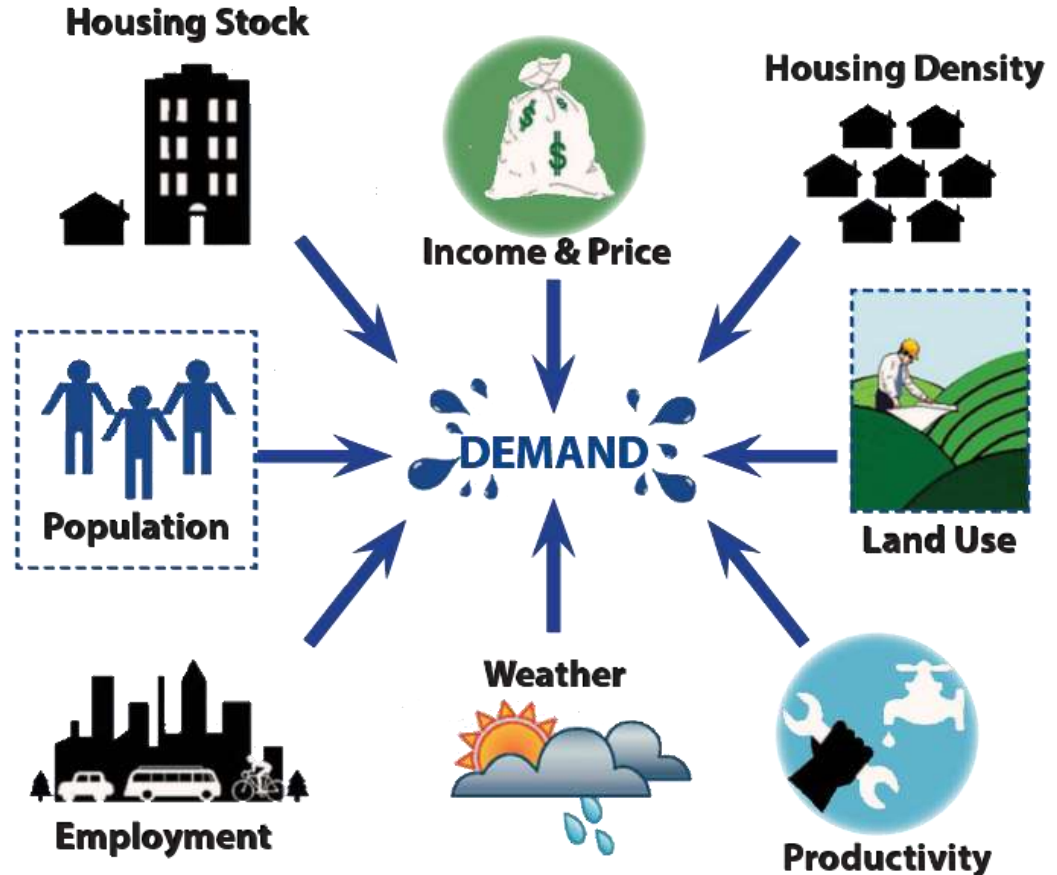 Housing Stock
Income & Price
Housing Density
$
$
$
Population
DEMAND
Land Use
Employment
Weather
Productivity